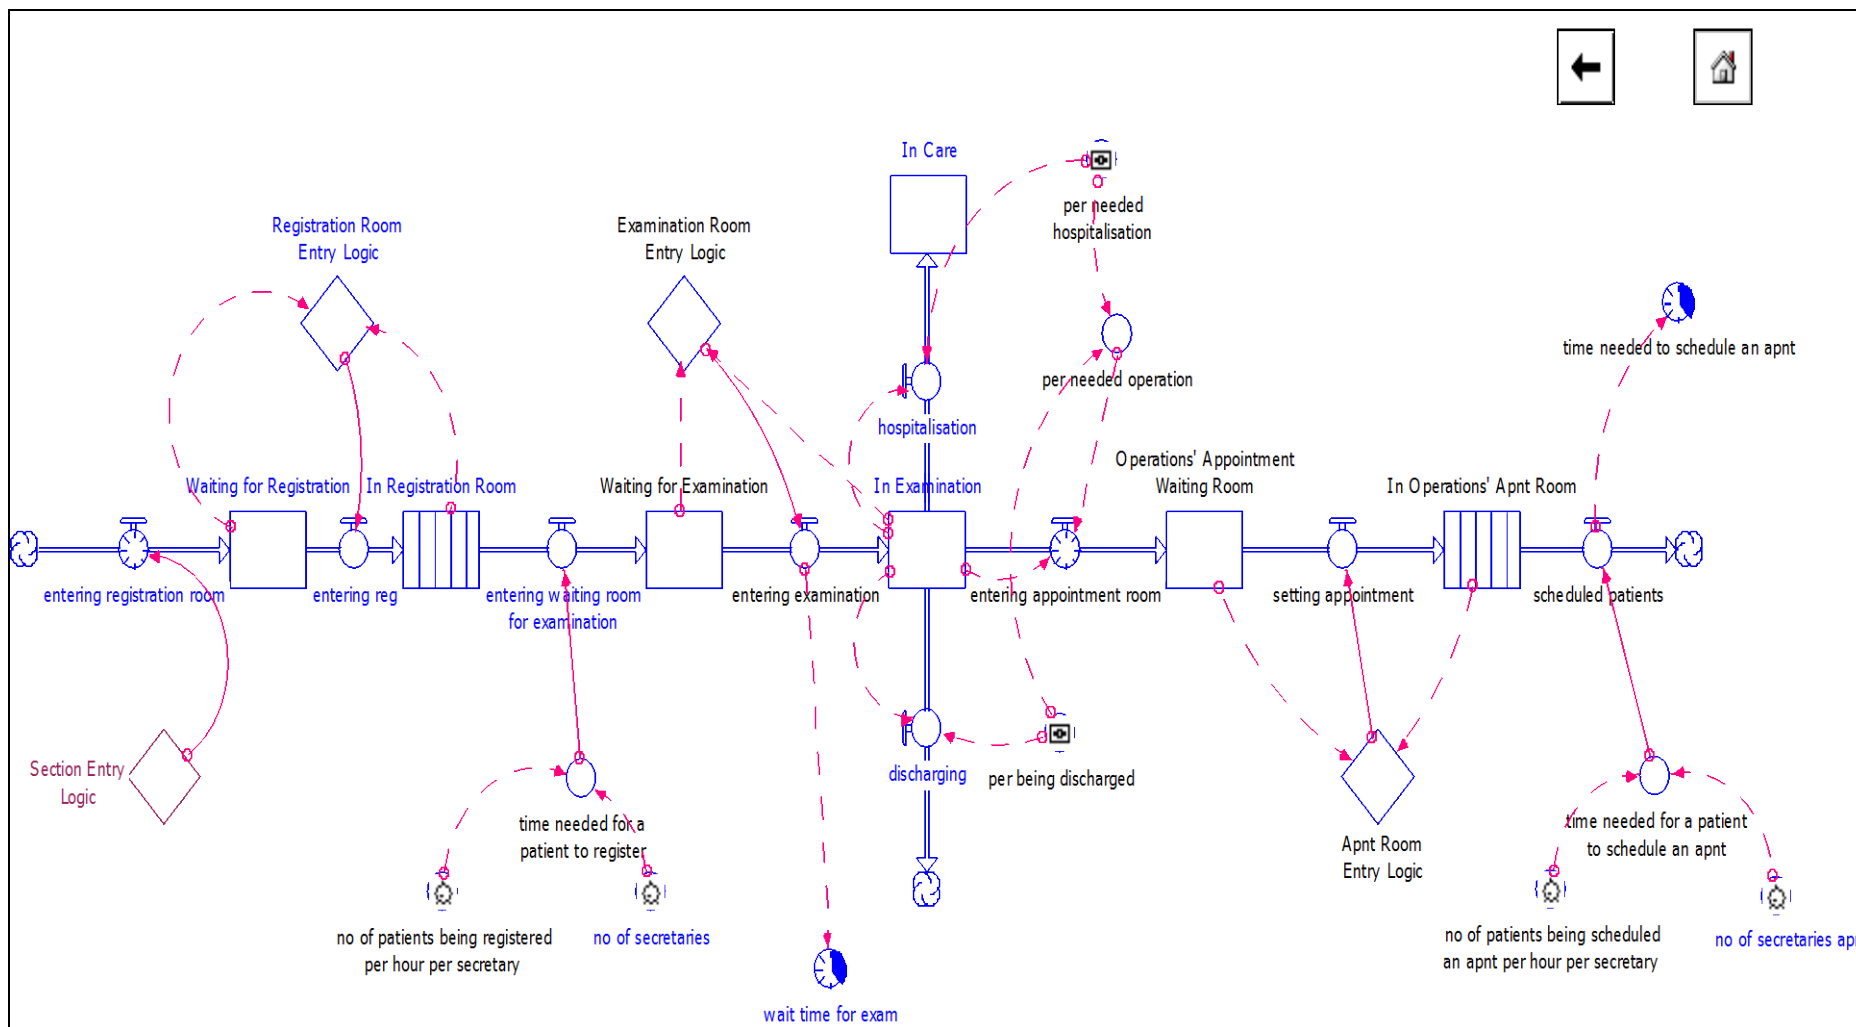 In Care
per needed
hospitalisation
Registration Room
Entry Logic
Examination Room
Entry Logic
time needed to schedule an apnt
per needed operation
hospitalisation
Operations' Appointment
Waiting Room
Waiting for Registration
In Registration Room
Waiting for Examination
In Examination
In Operations' Apnt Room
entering registration room
entering reg
entering waiting room
for examination
entering examination
entering appointment room
setting appointment
scheduled patients
Section Entry
Logic
discharging
per being discharged
time needed for a
patient to register
Apnt Room
Entry Logic
time needed for a patient
to schedule an apnt
no of patients being registered
per hour per secretary
no of secretaries
no of patients being scheduled
an apnt per hour per secretary
no of secretaries apn
wait time for exam